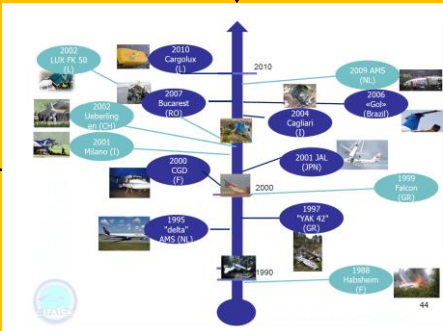 2002
LUX FK 50
(L)
2010
Cargolux
(L)
2010
2009 AMS
(NL)
2007
Bucarest
(RO)
2006
«Gol»
(Brazil)
2002
Ueberling
en (CH)
2004
Cagliari
(I)
2001
Milano (I)
2000
CGD
(F)
2001 JAL
(JPN)
2000
1999
Falcon
(GR)
1995
"delta"
AMS (NL)
1997
"YAK 42"
(GR)
1990
1988
Habsheim
(F)
44